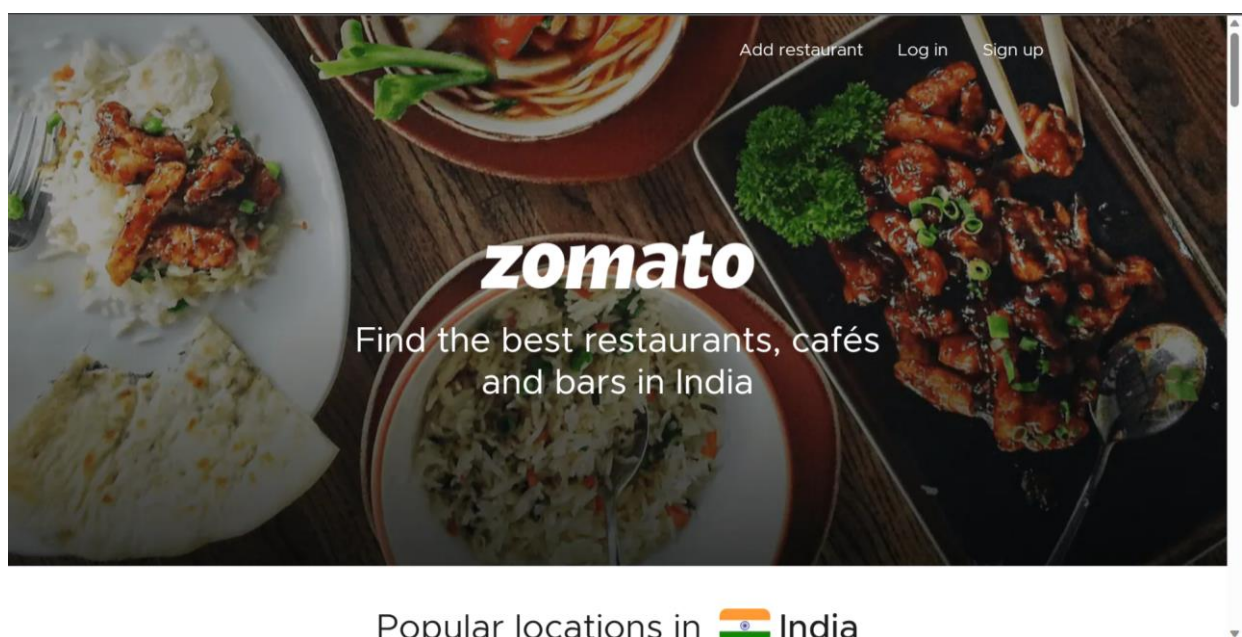 Add restaurant Log in Sign up
zomato
Find the best restaurants, cafés
and bars in India
Popular locations in India